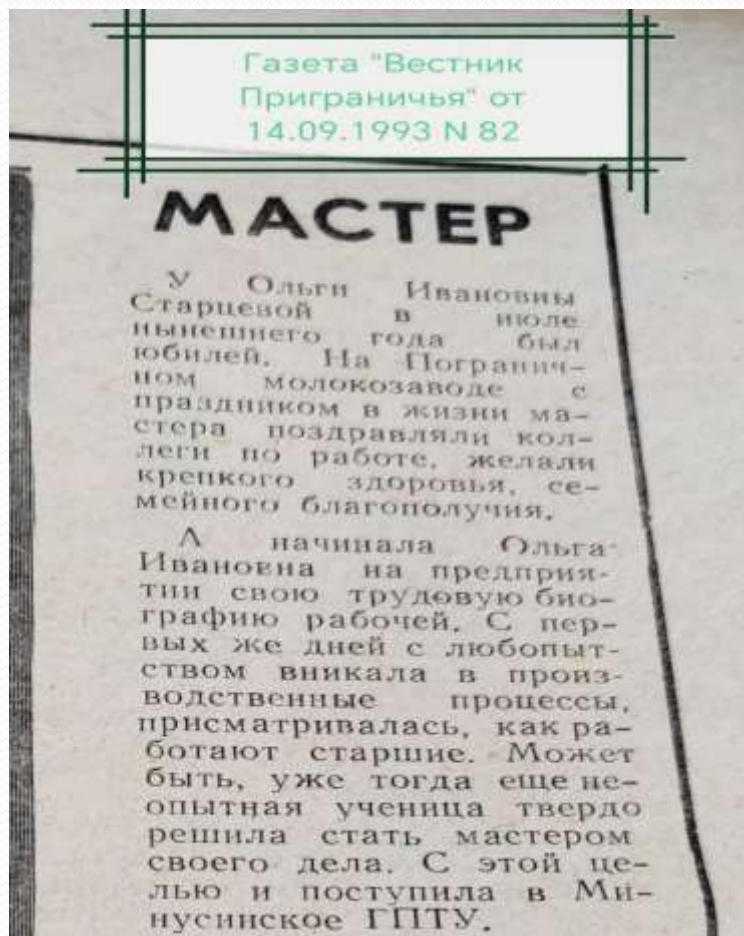 Газета "Вестник
Приграничья" от
14.09.1993 N 82
МАСТЕР
У Ольги Ивановны
Старцевой в июле
нынешнего года был
юбилей. На Погранич-
ном молокозаводе с
праздником в жизни ма-
стера поздравляли кол-
леги по работе, желали
крепкого здоровья, се-
мейного благополучия.
А начинала Ольга
Ивановна на предприя-
тии свою трудовую био-
графию рабочей. С пер-
вых же дней с любопыт-
ством вникала в произ-
водственные процессы,
присматривалась, как ра-
ботают старшие. Может
быть, уже тогда еще не-
опытная ученица твердо
решила стать мастером
своего дела. С этой це-
лью и поступила в Ми-
нусинское ГПТУ.